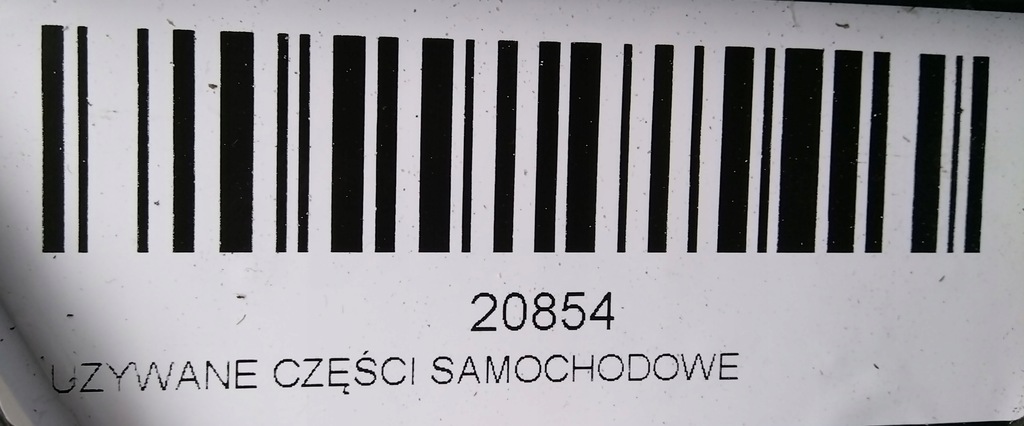 20854
UZYWANE CZĘŚCI SAMOCHODOWE